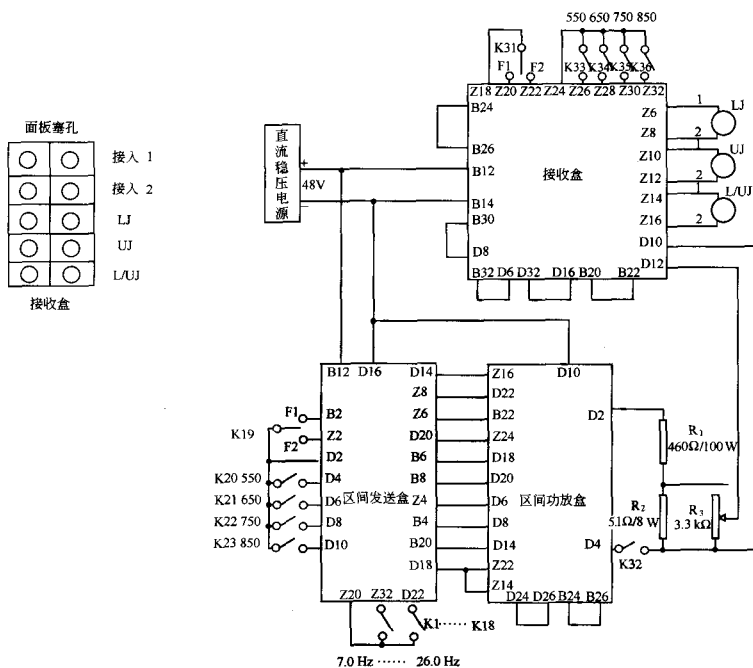 面板塞孔
接入 1
接入 2
LJ
UJ
L/UJ
接收盒
直流稳压电源
+
48V
−
550 650 750 850
K31
F1 F2
K33 K34 K35 K36
Z18 Z20 Z22 Z24 Z26 Z28 Z30 Z32
B24
B26
B12
B14
B30
D8
B32 D6 D32 D16 B20 B22
接收盒
Z6
Z8
Z10
Z12
Z14
Z16
D10
D12
1 LJ
2
UJ
2
1
L/UJ
2
B12 D16 D14
Z8
Z6
D20
B6
B8
Z4
B4
B20
D18
B2
Z2
D2
D4
D6
D8
D10
区间发送盒
F1
K19
F2
K20 550
K21 650
K22 750
K23 850
Z20 Z32 D22
K1 ⋯⋯ K18
7.0 Hz ⋯⋯ 26.0 Hz
Z16 D10
D22
B22
Z24
D18
D20
D6
D8
D14
Z22
Z14
区间功放盒
D2
D4
D24 D26 B24 B26
K32
R₁
460Ω/100 W
R₂
51Ω/8 W
R₃
3.3 kΩ